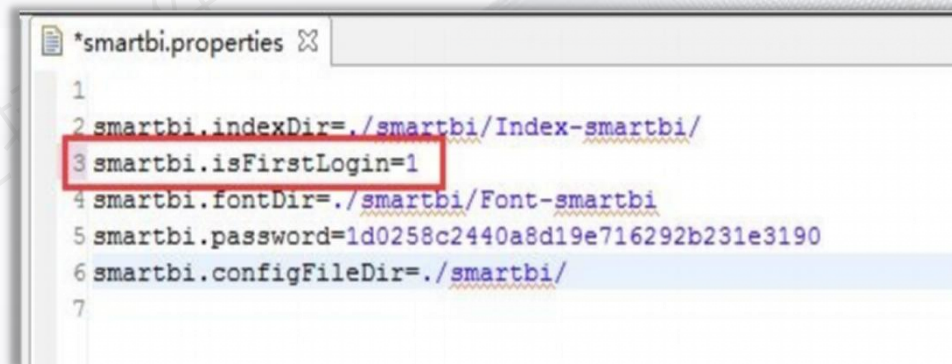 *smartbi.properties
1
2 smartbi.indexDir=./smartbi/Index-smartbi/
3 smartbi.isFirstLogin=1
4 smartbi.fontDir=./smartbi/Font-smartbi
5 smartbi.password=1d0258c2440a8d19e716292b231e3190
6 smartbi.configFileDir=./smartbi/
7